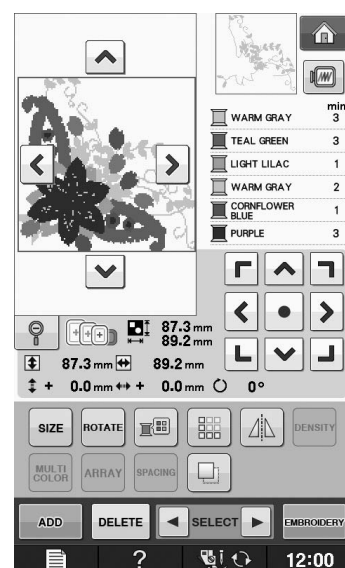 min
WARM GRAY 3
TEAL GREEN 3
LIGHT LILAC 1
WARM GRAY 2
CORNFLOWER
BLUE 1
PURPLE 3
87.3 mm
89.2 mm
87.3 mm 89.2 mm
+ 0.0 mm + 0.0 mm 0°
SIZE ROTATE DENSITY
MULTI
COLOR ARRAY SPACING
ADD DELETE SELECT EMBROIDERY
? 12:00